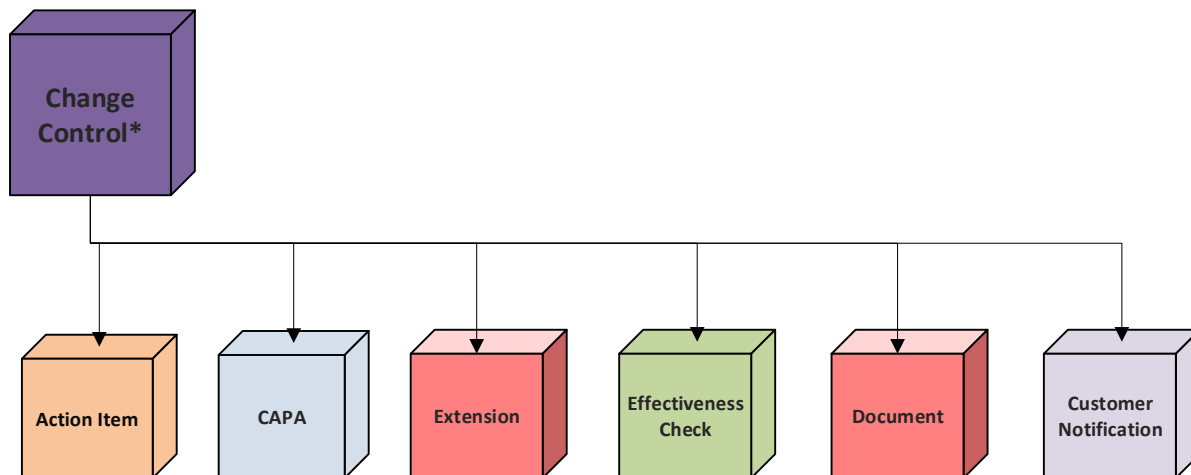 Change
Control*
Action Item
CAPA
Extension
Effectiveness
Check
Document
Customer
Notification